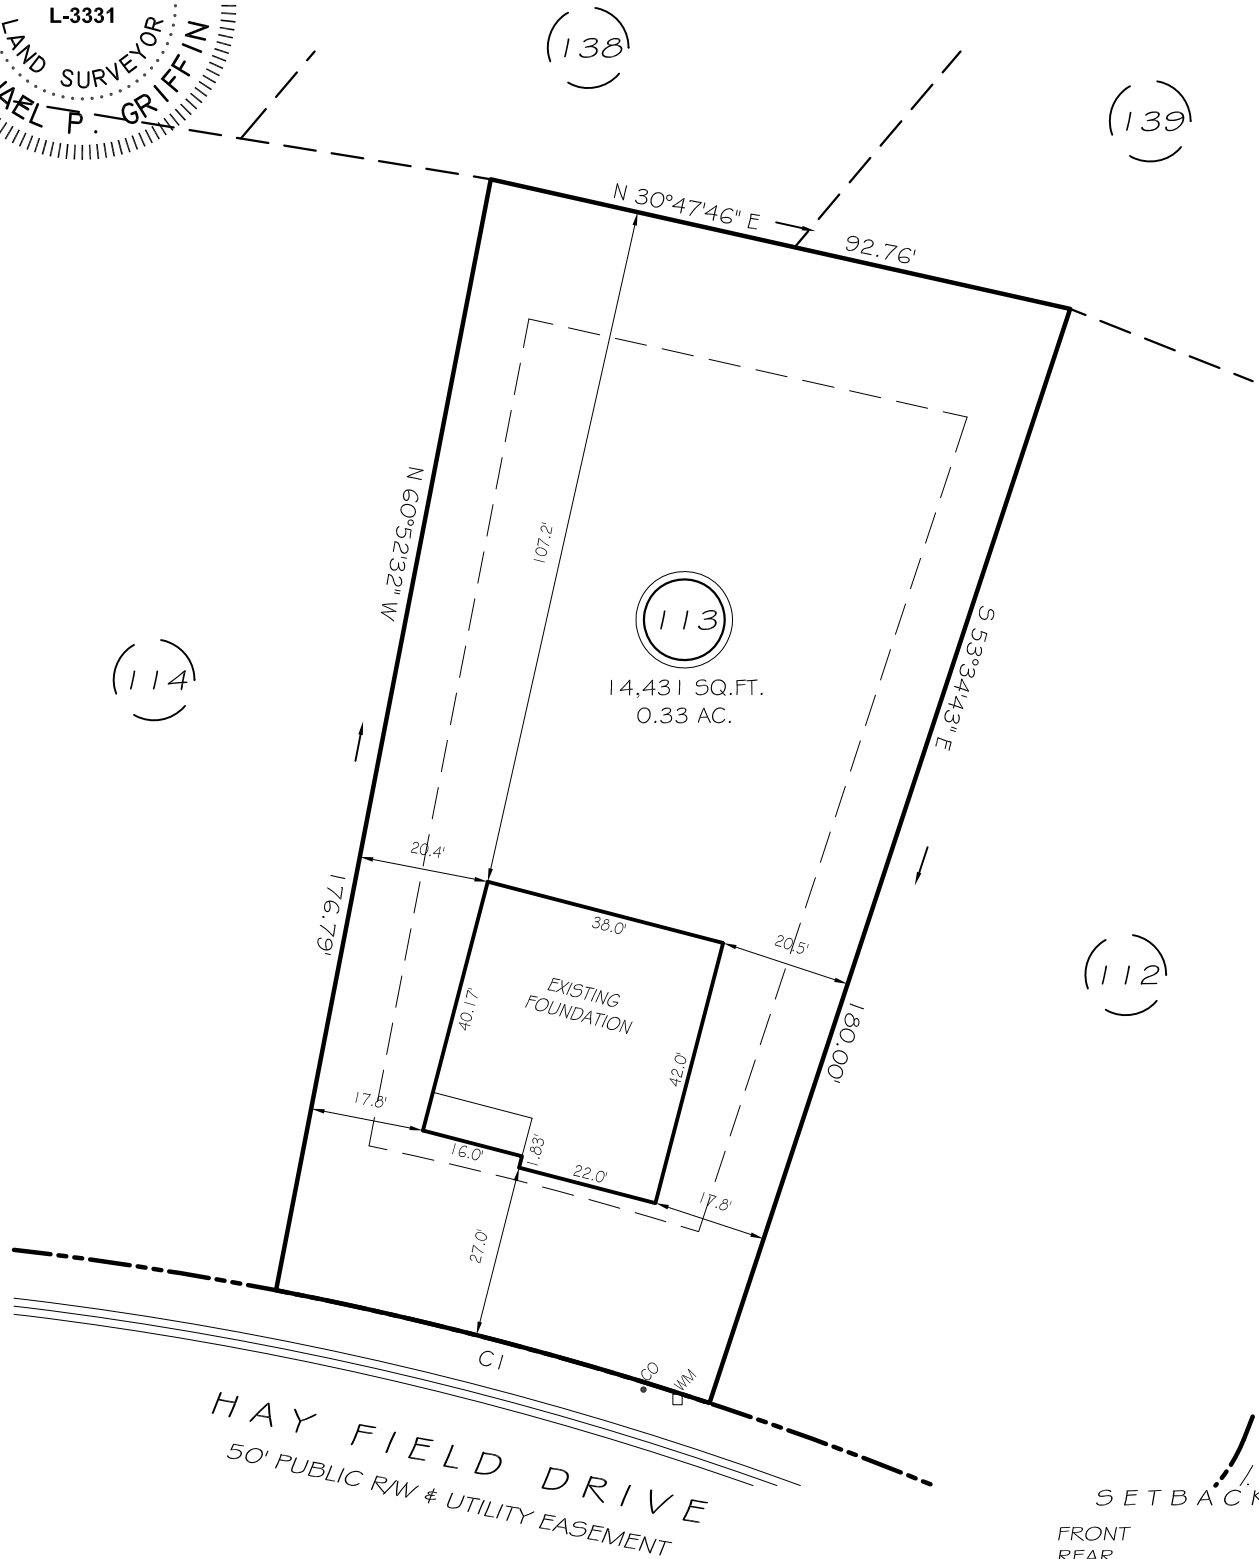 L-3331
LAND SURVEYOR
P. GRIFFIN
138
139
N 30°47'46" E
92.76'
N 60°52'32" W
107.2'
113
14,431 SQ.FT.
0.33 AC.
S 53°34'43" E
114
20.4'
176.79'
38.0'
20.5'
EXISTING
FOUNDATION
40.17'
42.0'
112
180.00'
17.8'
16.0'
1.83'
22.0'
17.8'
27.0'
C1
CO
WM
HAY FIELD DRIVE
50' PUBLIC R/W & UTILITY EASEMENT
SETBACK
FRONT
REAR